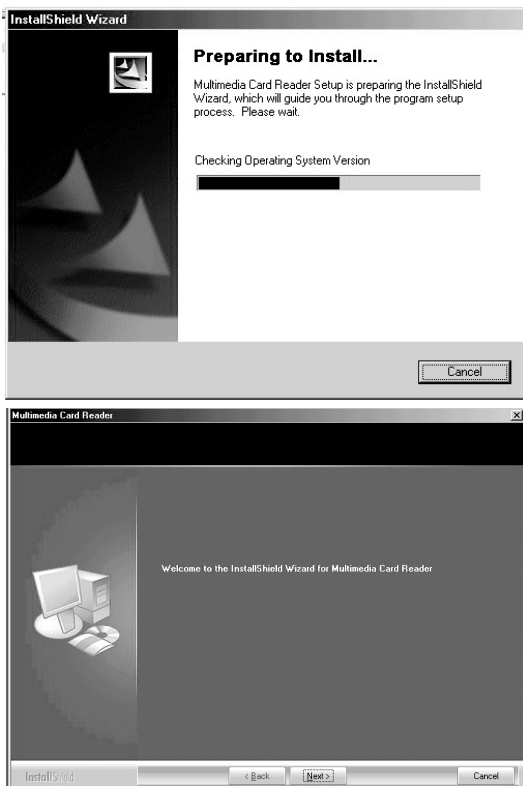 InstallShield Wizard
Preparing to Install...
Multimedia Card Reader Setup is preparing the InstallShield
Wizard, which will guide you through the program setup
process. Please wait.
Checking Operating System Version
Cancel
Multimedia Card Reader
Welcome to the InstallShield Wizard for Multimedia Card Reader
InstallShield
< Back
Next >
Cancel